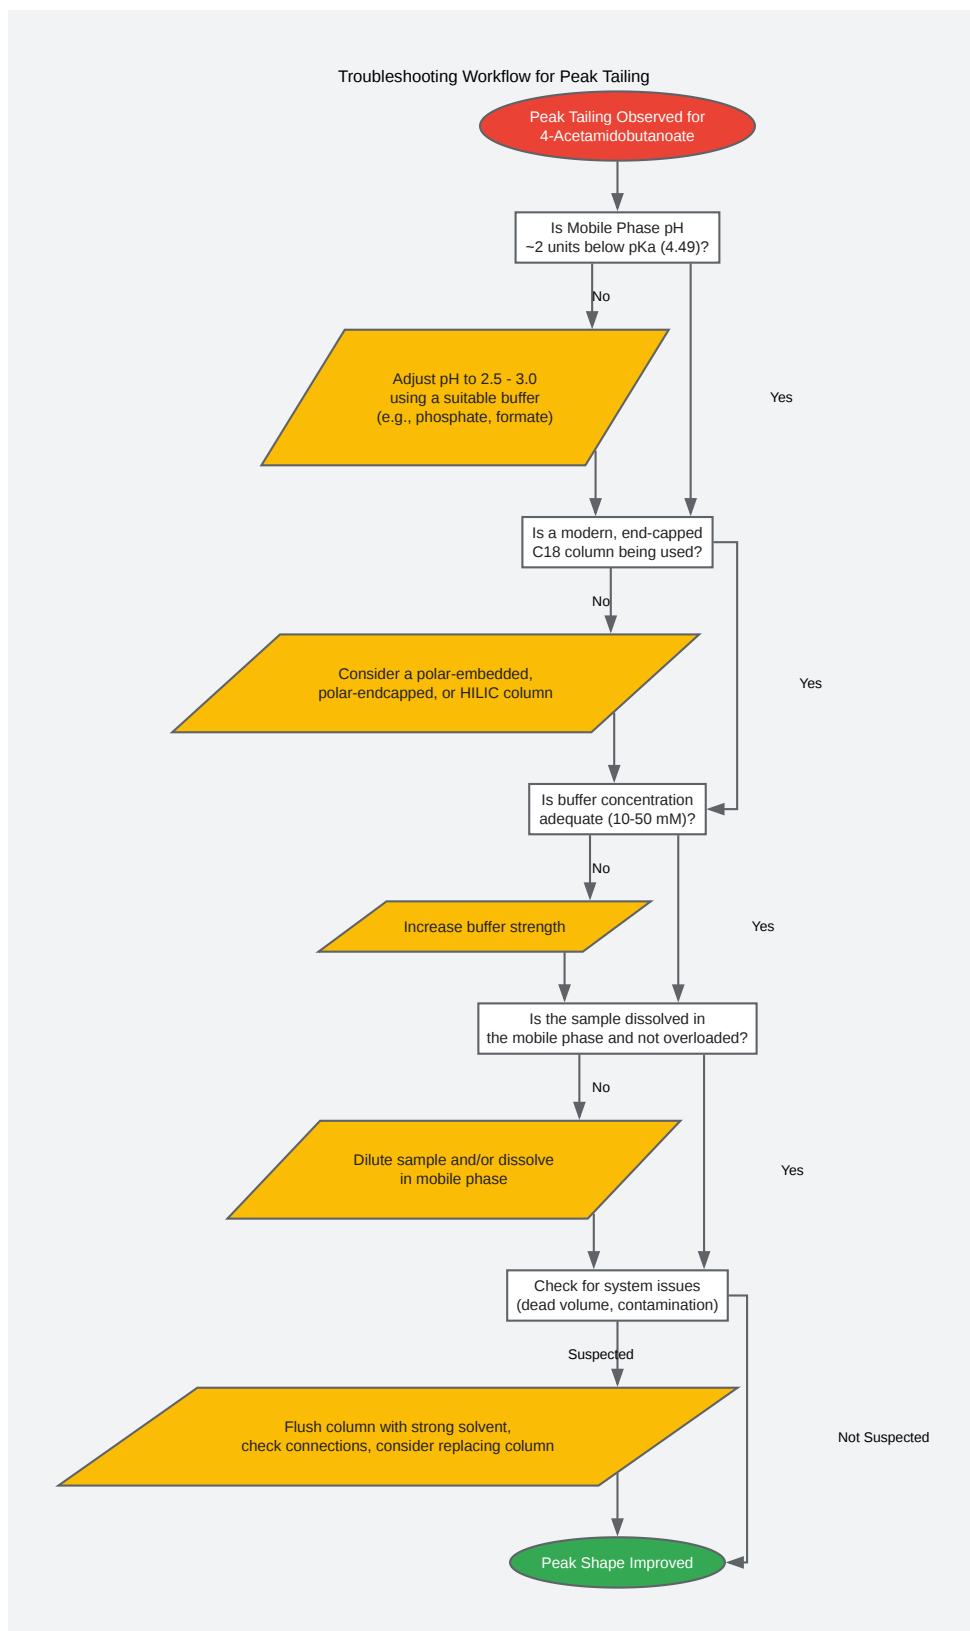 Troubleshooting Workflow for Peak Tailing
Peak Tailing Observed for
4-Acetamidobutanoate
Is Mobile Phase pH
~2 units below pKa (4.49)?
No
Adjust pH to 2.5 - 3.0
using a suitable buffer
(e.g., phosphate, formate)
Yes
Is a modern, end-capped
C18 column being used?
No
Consider a polar-embedded,
polar-endcapped, or HILIC column
Yes
Is buffer concentration
adequate (10-50 mM)?
No
Increase buffer strength
Yes
Is the sample dissolved in
the mobile phase and not overloaded?
No
Dilute sample and/or dissolve
in mobile phase
Yes
Check for system issues
(dead volume, contamination)
Suspected
Flush column with strong solvent,
check connections, consider replacing column
Not Suspected
Peak Shape Improved